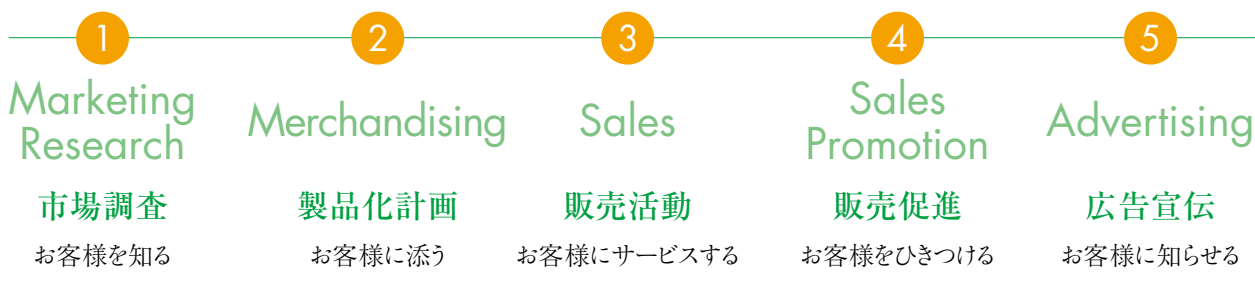 1
Marketing
Research
市場調査
お客様を知る
2
Merchandising
製品化計画
お客様に添う
3
Sales
販売活動
お客様にサービスする
4
Sales
Promotion
販売促進
お客様をひきつける
5
Advertising
広告宣伝
お客様に知らせる